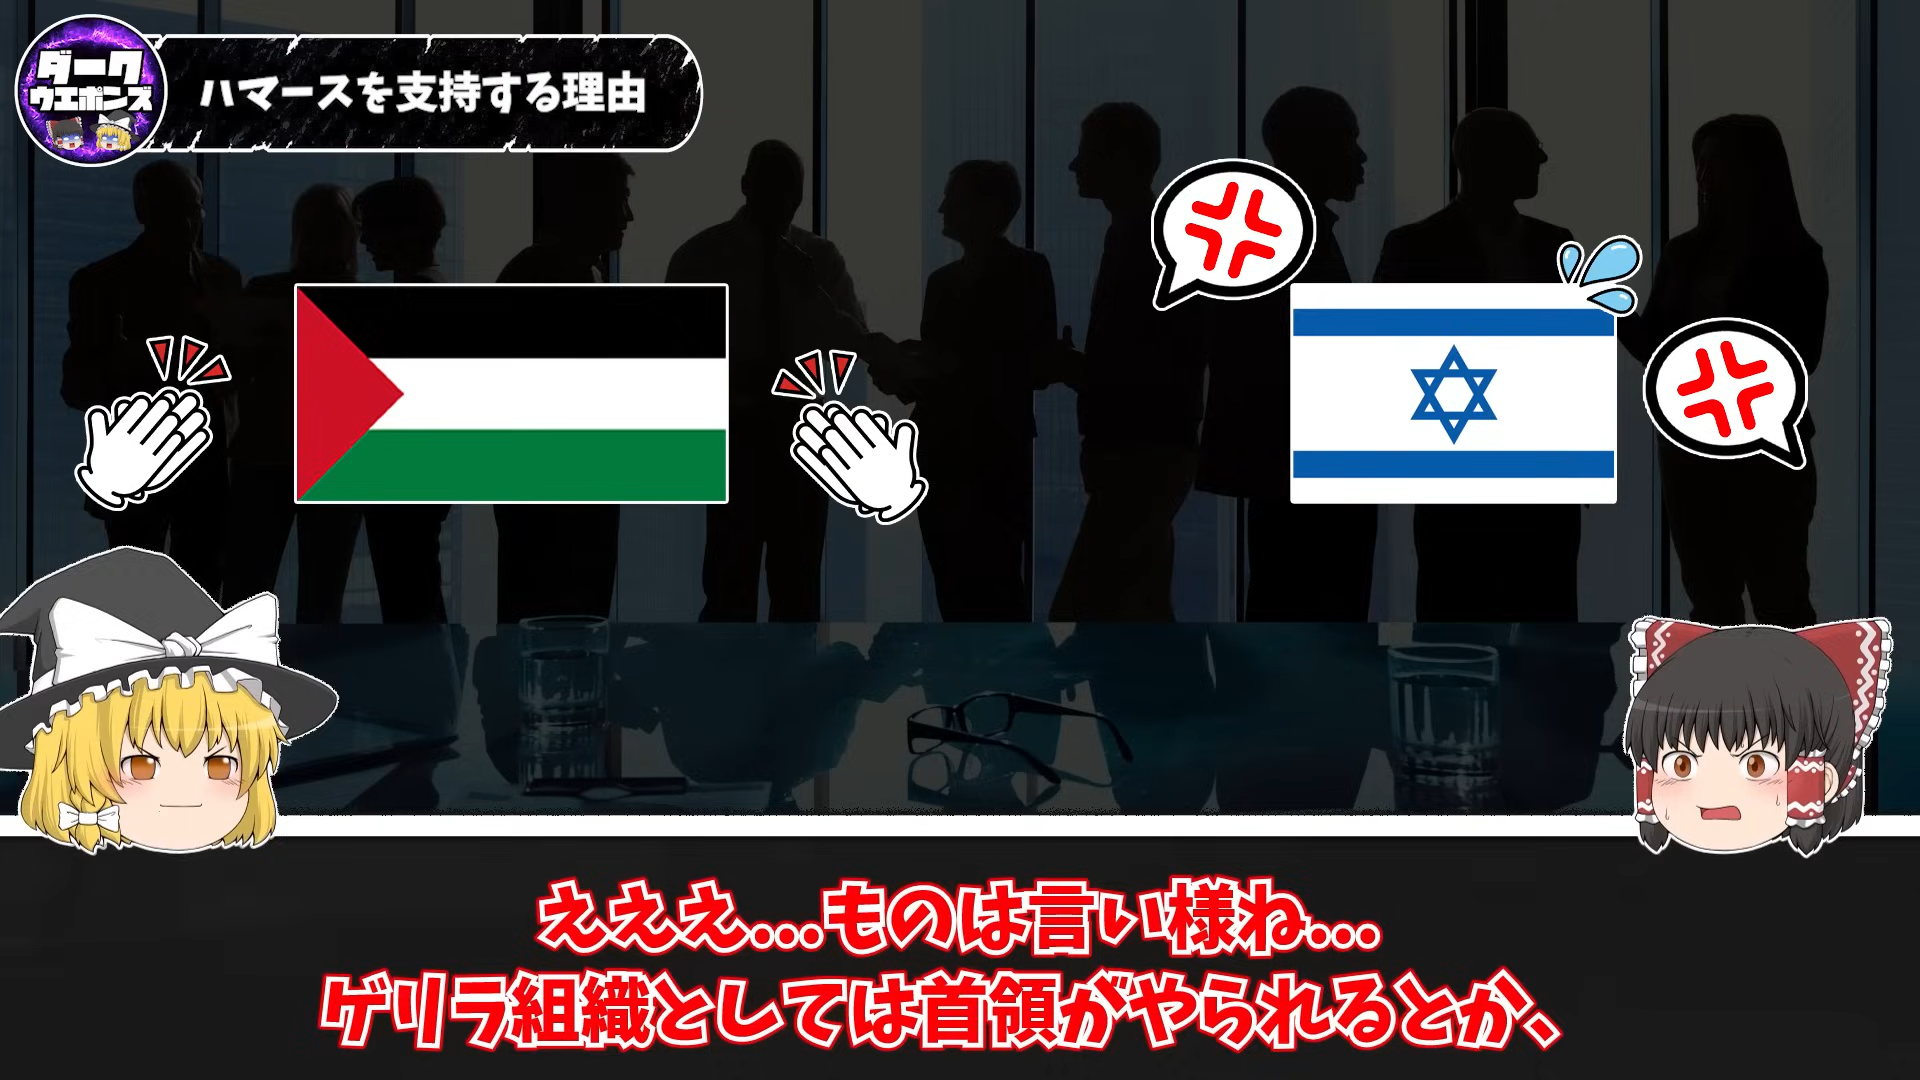 ダーク
ウエポンズ
ハマースを支持する理由
えええ...ものは言い様ね...
ゲリラ組織としては首領がやられるとか、